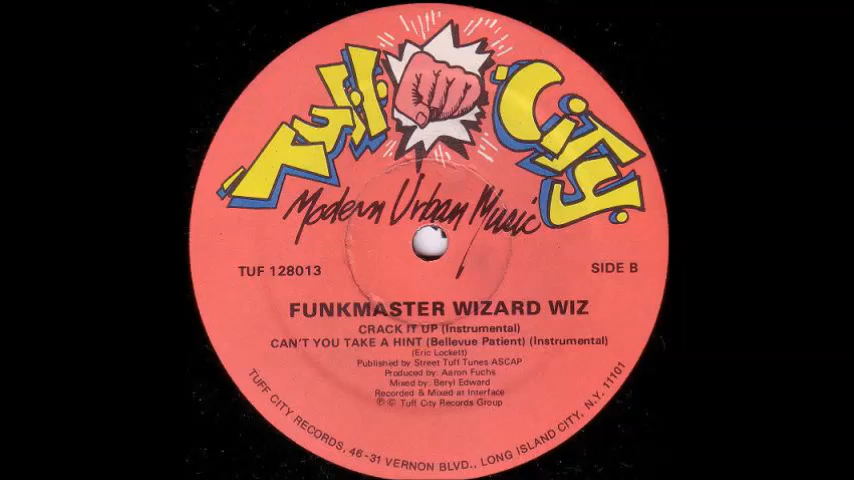 Tuff City
Modern Urban Music
TUF 128013
SIDE B
FUNKMASTER WIZARD WIZ
CRACK IT UP (Instrumental)
CAN'T YOU TAKE A HINT (Bellevue Patient) (Instrumental)
(Eric Lockett)
Published by Street Tuff Tunes ASCAP
Produced by: Aaron Fuchs
Mixed by: Beryl Edward
Recorded & Mixed at Interface
℗ © Tuff City Records Group
TUFF CITY RECORDS, 46-31 VERNON BLVD., LONG ISLAND CITY, N.Y. 11101